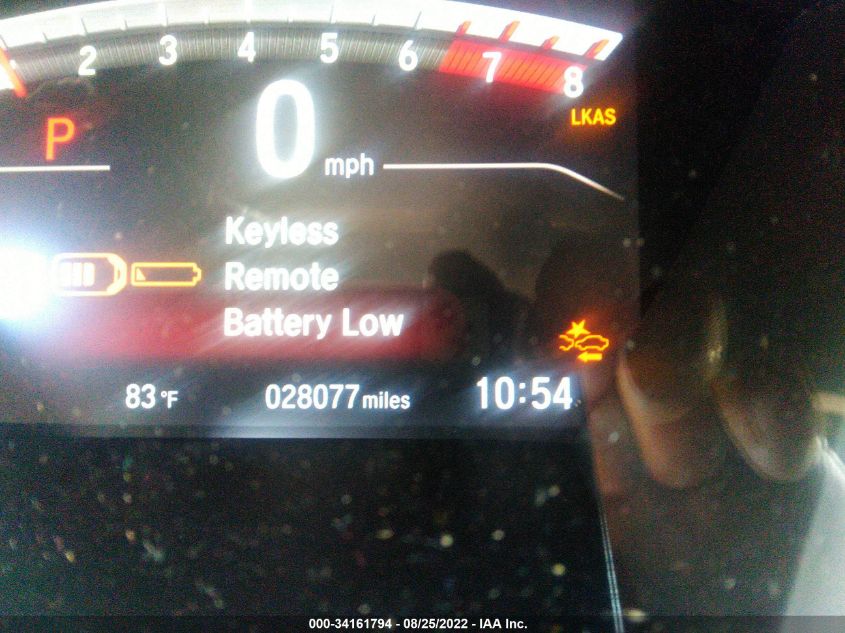 2 3 4 5 6 7 8
LKAS
P
0 mph
Keyless
Remote
Battery Low
83 °F 028077 miles 10:54
000-34161794 - 08/25/2022 - IAA Inc.